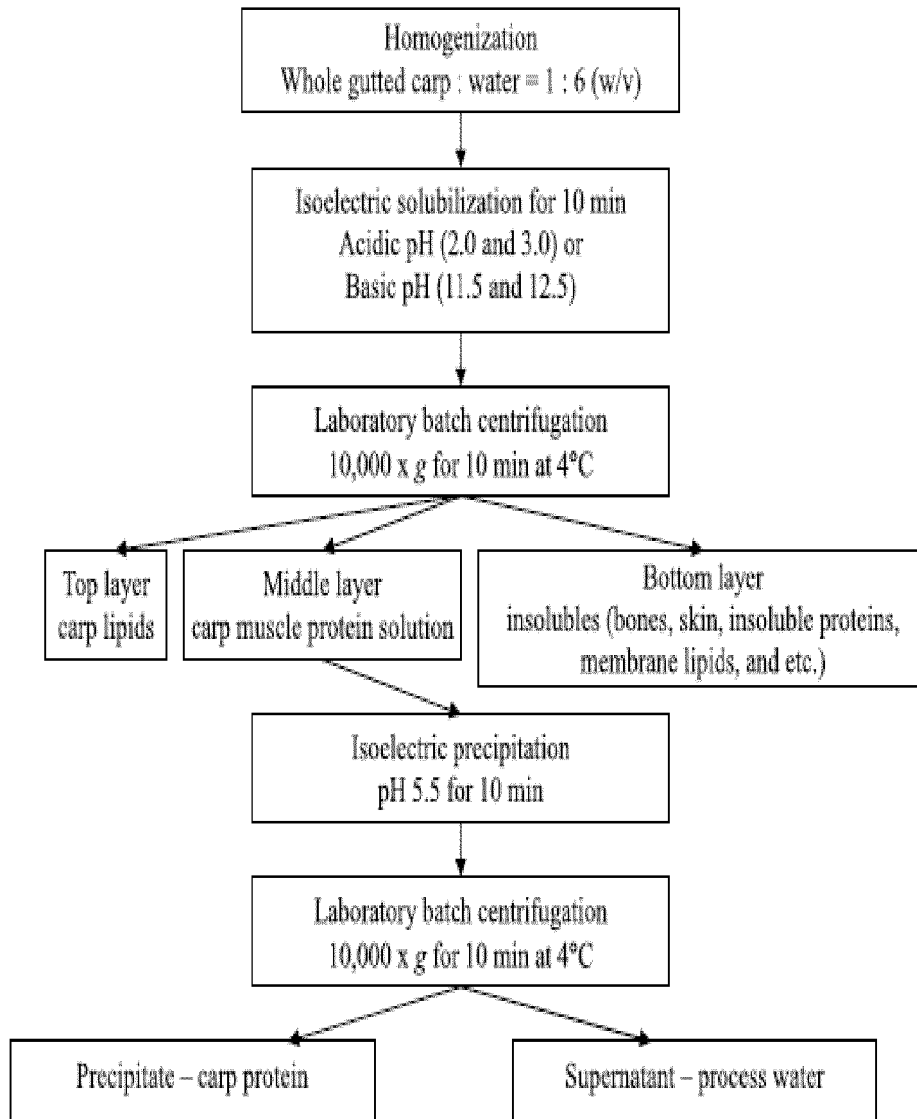 Homogenization
Whole gutted carp : water = 1 : 6 (w/v)
Isoelectric solubilization for 10 min
Acidic pH (2.0 and 3.0) or
Basic pH (11.5 and 12.5)
Laboratory batch centrifugation
10,000 x g for 10 min at 4°C
Top layer
carp lipids
Middle layer
carp muscle protein solution
Bottom layer
insolubles (bones, skin, insoluble proteins,
membrane lipids, and etc.)
Isoelectric precipitation
pH 5.5 for 10 min
Laboratory batch centrifugation
10,000 x g for 10 min at 4°C
Precipitate – carp protein
Supernatant – process water